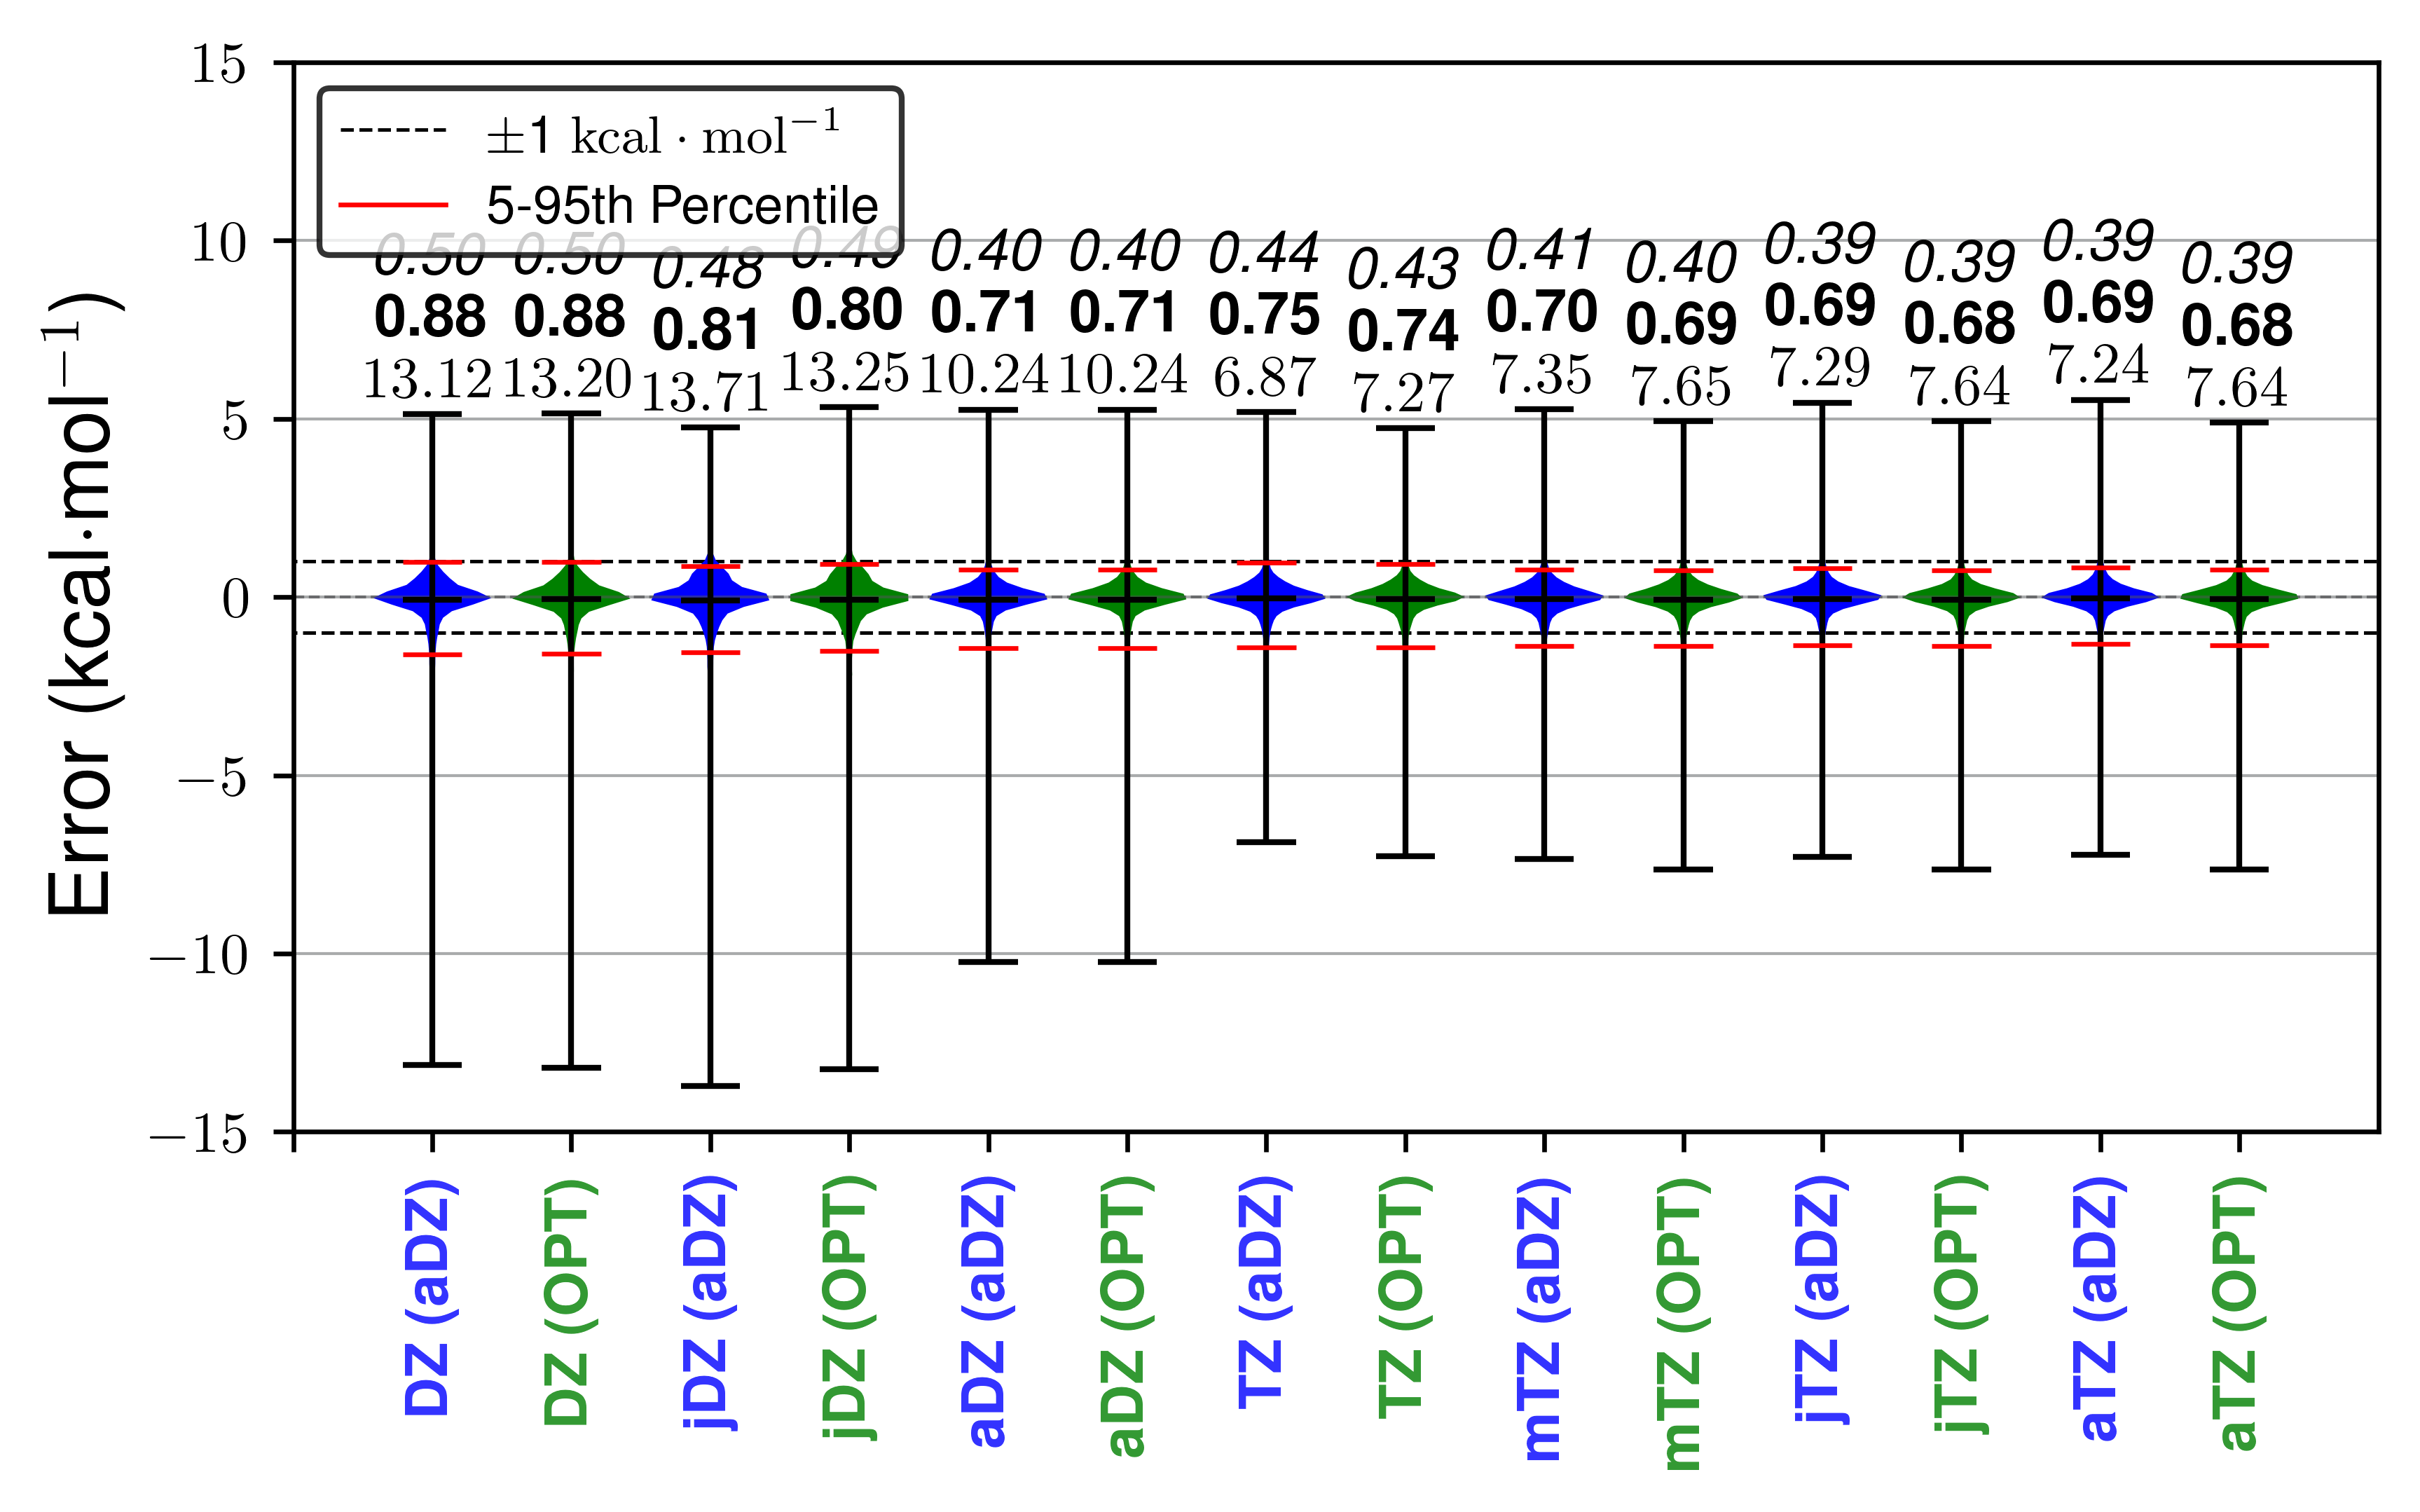 15
±1 kcal · mol⁻¹
5-95th Percentile
10
0.50 0.50 0.48 0.49 0.40 0.40 0.44 0.43 0.41 0.40 0.39 0.39 0.39 0.39
0.88 0.88 0.81 0.80 0.71 0.71 0.75 0.74 0.70 0.69 0.69 0.68 0.69 0.68
13.12 13.20 13.71 13.25 10.24 10.24 6.87 7.27 7.35 7.65 7.29 7.64 7.24 7.64
5
0
−5
−10
−15
Error (kcal·mol⁻¹)
DZ (aDZ)
DZ (OPT)
jDZ (aDZ)
jDZ (OPT)
aDZ (aDZ)
aDZ (OPT)
TZ (aDZ)
TZ (OPT)
mTZ (aDZ)
mTZ (OPT)
jTZ (aDZ)
jTZ (OPT)
aTZ (aDZ)
aTZ (OPT)